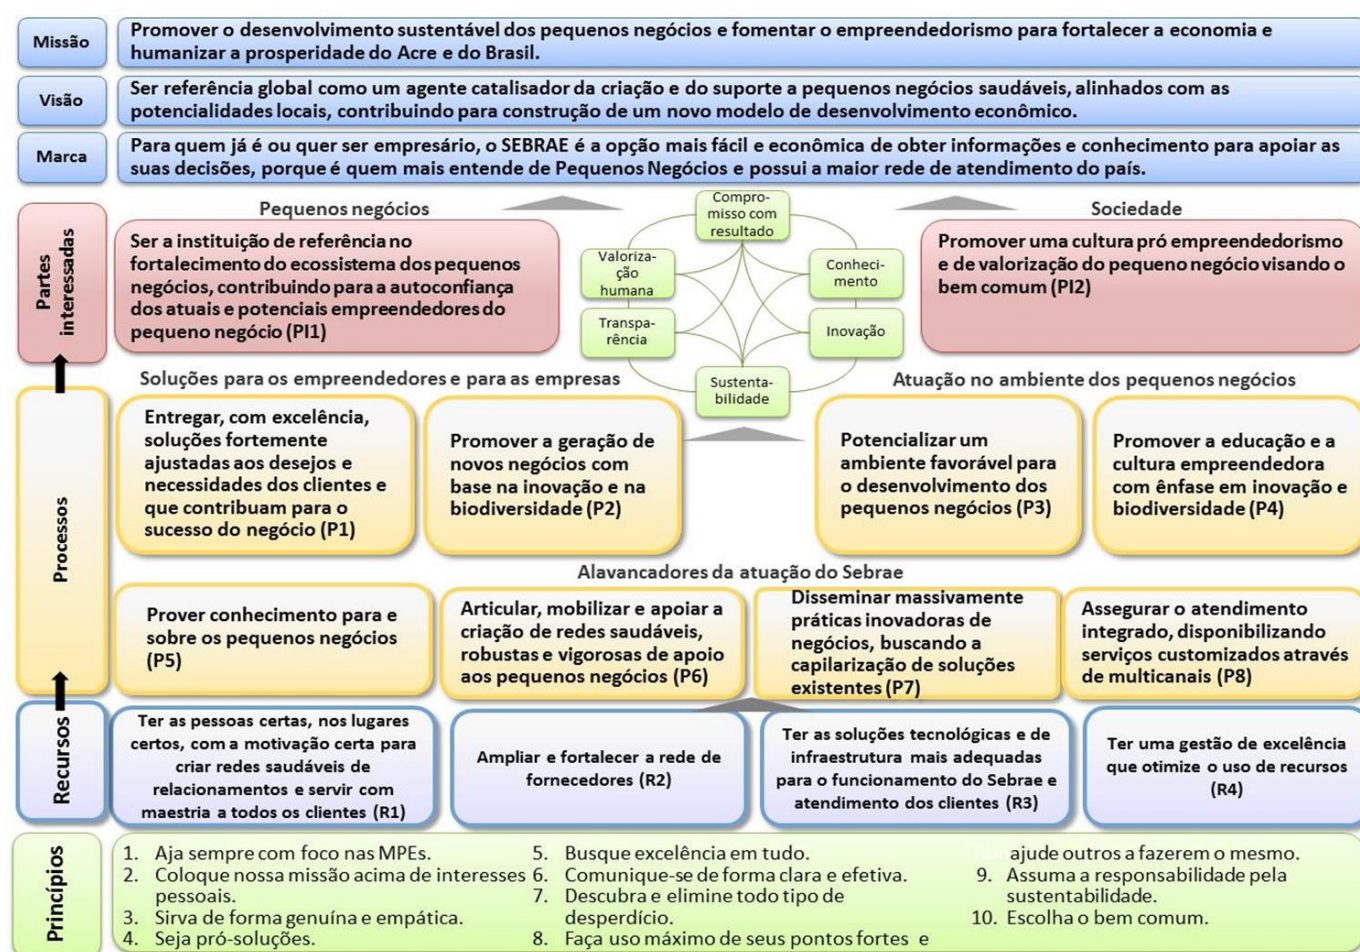 Missão
Promover o desenvolvimento sustentável dos pequenos negócios e fomentar o empreendedorismo para fortalecer a economia e
humanizar a prosperidade do Acre e do Brasil.
Visão
Ser referência global como um agente catalisador da criação e do suporte a pequenos negócios saudáveis, alinhados com as
potencialidades locais, contribuindo para construção de um novo modelo de desenvolvimento econômico.
Marca
Para quem já é ou quer ser empresário, o SEBRAE é a opção mais fácil e econômica de obter informações e conhecimento para apoiar as
suas decisões, porque é quem mais entende de Pequenos Negócios e possui a maior rede de atendimento do país.
Partes
interessadas
Pequenos negócios
Ser a instituição de referência no
fortalecimento do ecossistema dos pequenos
negócios, contribuindo para a autoconfiança
dos atuais e potenciais empreendedores do
pequeno negócio (PI1)
Compro-
misso com
resultado
Valoriza-
ção
humana
Conheci-
mento
Transpa-
rência
Inovação
Sustenta-
bilidade
Sociedade
Promover uma cultura pró empreendedorismo
e de valorização do pequeno negócio visando o
bem comum (PI2)
Processos
Soluções para os empreendedores e para as empresas
Entregar, com excelência,
soluções fortemente
ajustadas aos desejos e
necessidades dos clientes e
que contribuam para o
sucesso do negócio (P1)
Promover a geração de
novos negócios com
base na inovação e na
biodiversidade (P2)
Atuação no ambiente dos pequenos negócios
Potencializar um
ambiente favorável para
o desenvolvimento dos
pequenos negócios (P3)
Promover a educação e a
cultura empreendedora
com ênfase em inovação e
biodiversidade (P4)
Alavancadores da atuação do Sebrae
Prover conhecimento para e
sobre os pequenos negócios
(P5)
Articular, mobilizar e apoiar a
criação de redes saudáveis,
robustas e vigorosas de apoio
aos pequenos negócios (P6)
Disseminar massivamente
práticas inovadoras de
negócios, buscando a
capilarização de soluções
existentes (P7)
Assegurar o atendimento
integrado, disponibilizando
serviços customizados através
de multicanais (P8)
Recursos
Ter as pessoas certas, nos lugares
certos, com a motivação certa para
criar redes saudáveis de
relacionamentos e servir com
maestria a todos os clientes (R1)
Ampliar e fortalecer a rede de
fornecedores (R2)
Ter as soluções tecnológicas e de
infraestrutura mais adequadas
para o funcionamento do Sebrae e
atendimento dos clientes (R3)
Ter uma gestão de excelência
que otimize o uso de recursos
(R4)
Princípios
1. Aja sempre com foco nas MPEs.
2. Coloque nossa missão acima de interesses
pessoais.
3. Sirva de forma genuína e empática.
4. Seja pró-soluções.
5. Busque excelência em tudo.
6. Comunique-se de forma clara e efetiva.
7. Descubra e elimine todo tipo de
desperdício.
8. Faça uso máximo de seus pontos fortes e
ajude outros a fazerem o mesmo.
9. Assuma a responsabilidade pela
sustentabilidade.
10. Escolha o bem comum.